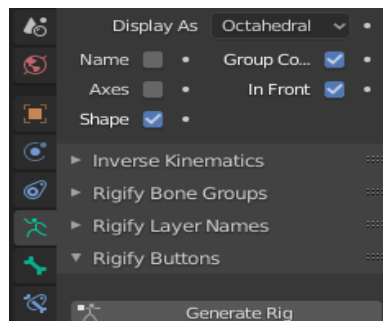 Display As Octahedral
Name Group Co...
Axes In Front
Shape
Inverse Kinematics
Rigify Bone Groups
Rigify Layer Names
Rigify Buttons
Generate Rig